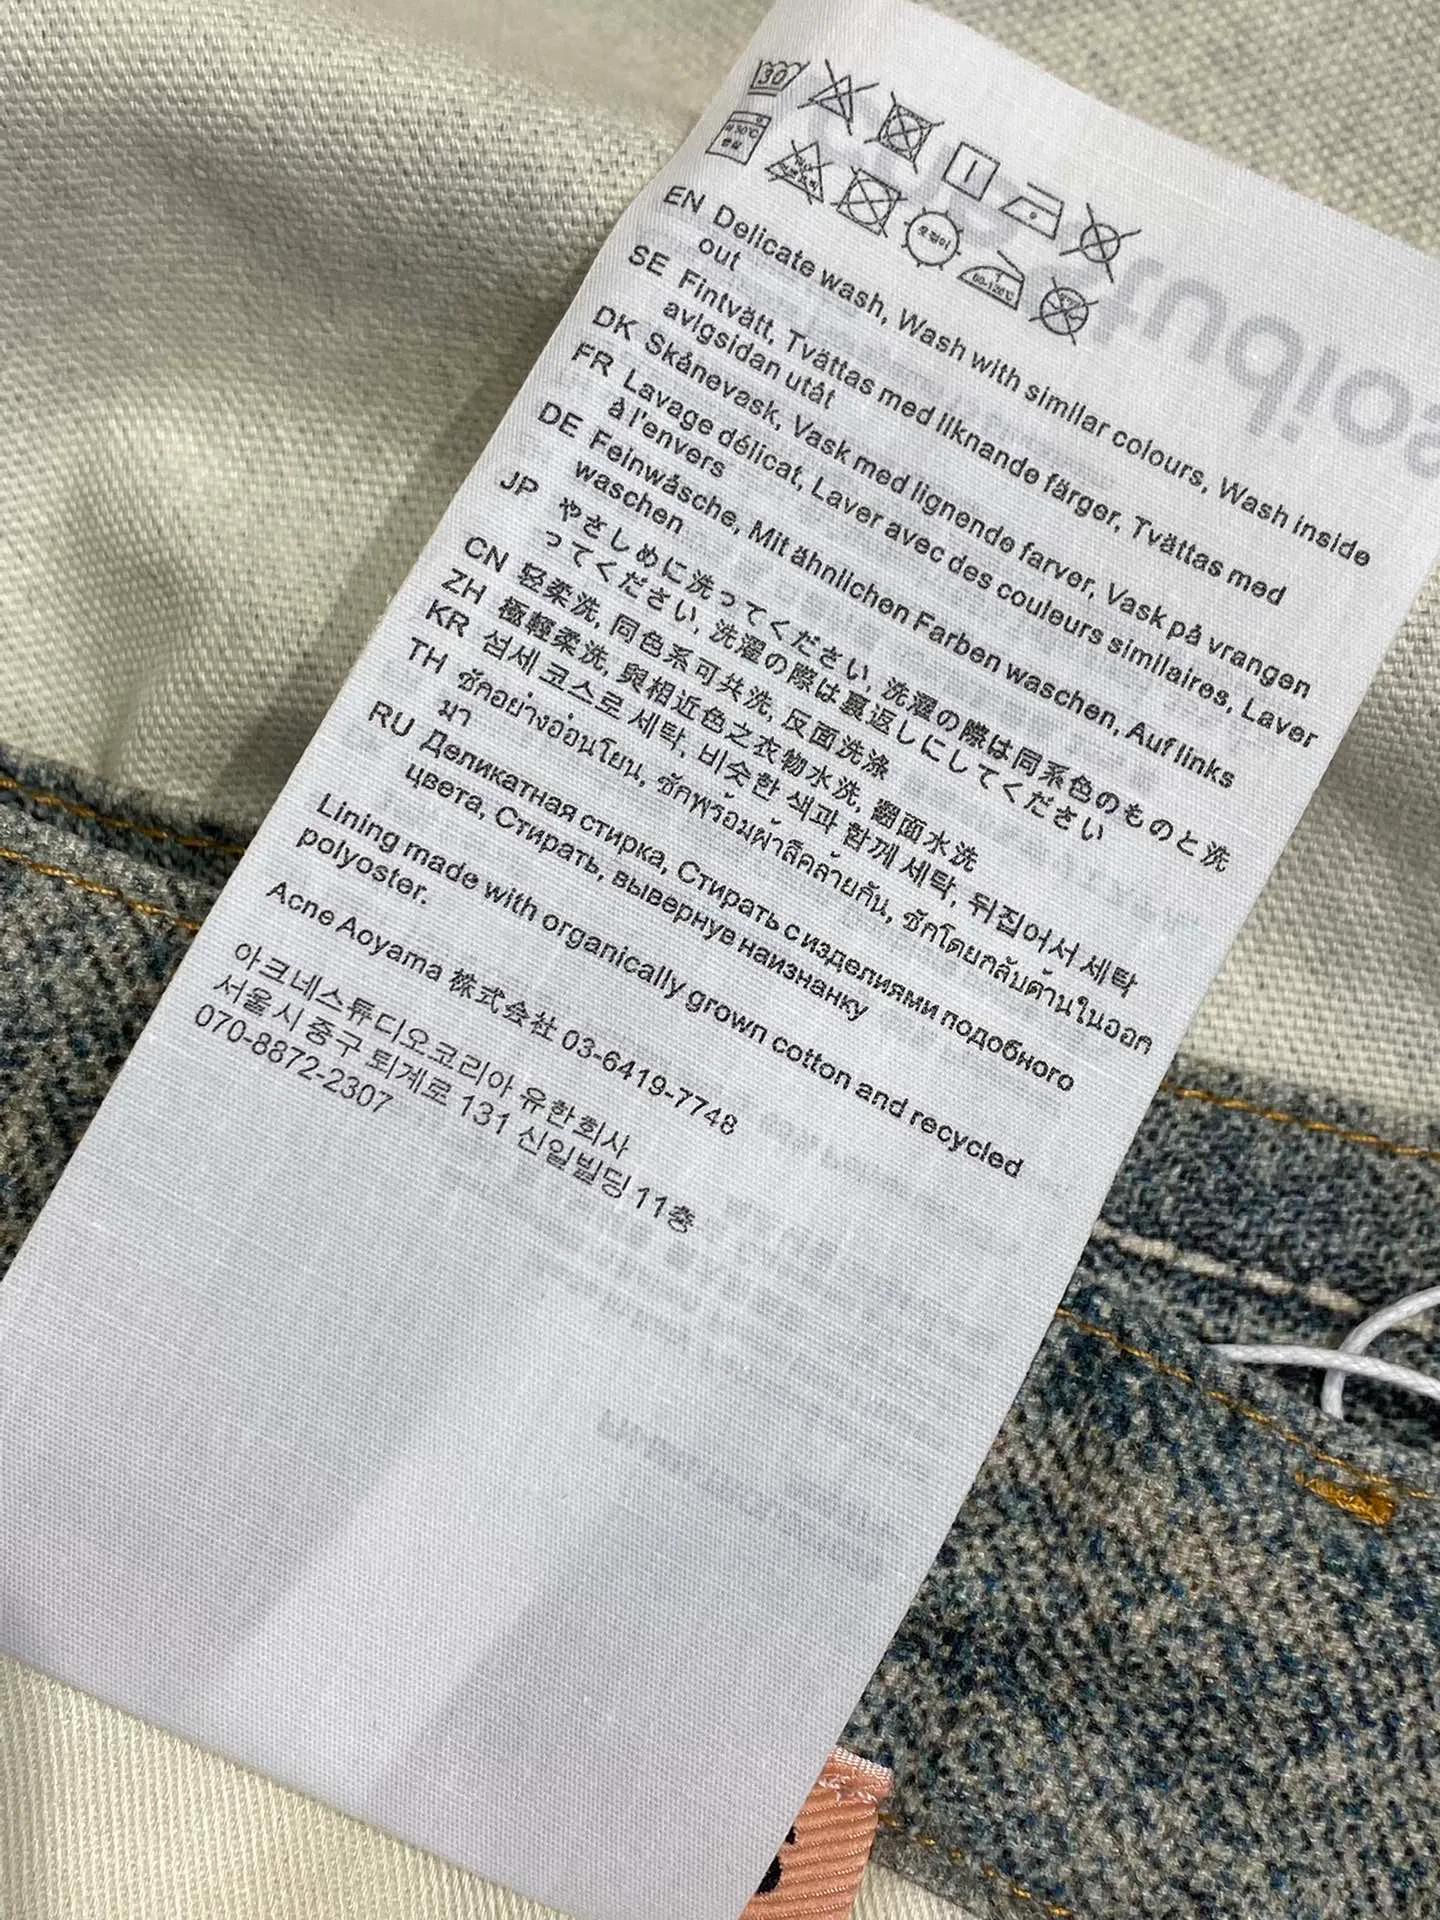 30
EN Delicate wash, Wash with similar colours, Wash inside
out
SE Fintvätt, Tvättas med liknande färger, Tvättas med
avigsidan utåt
DK Skånevask, Vask med lignende farver, Vask på vrangen
FR Lavage délicat, Laver avec des couleurs similaires, Laver
à l'envers
DE Feinwäsche, Mit ähnlichen Farben waschen, Auf links
waschen
JP やさしめに洗ってください, 洗濯の際は同系色のものと洗
ってください, 洗濯の際は裏返しにしてください
CN 轻柔洗, 同色系可共洗, 反面洗涤
ZH 極輕柔洗, 與相近色之衣物水洗, 翻面水洗
KR 섬세 코스로 세탁, 비슷한 색과 함께 세탁, 뒤집어서 세탁
TH ซักอย่างอ่อนโยน, ซักพร้อมผ้าสีคล้ายกัน, ซักโดยกลับด้านในออก
มา
RU Деликатная стирка, Стирать с изделиями подобного
цвета, Стирать, вывернув наизнанку
Lining made with organically grown cotton and recycled
polyester.
Acne Aoyama 株式会社 03-6419-7748
아크네스튜디오코리아 유한회사
서울시 중구 퇴계로 131 신일빌딩 11층
070-8872-2307